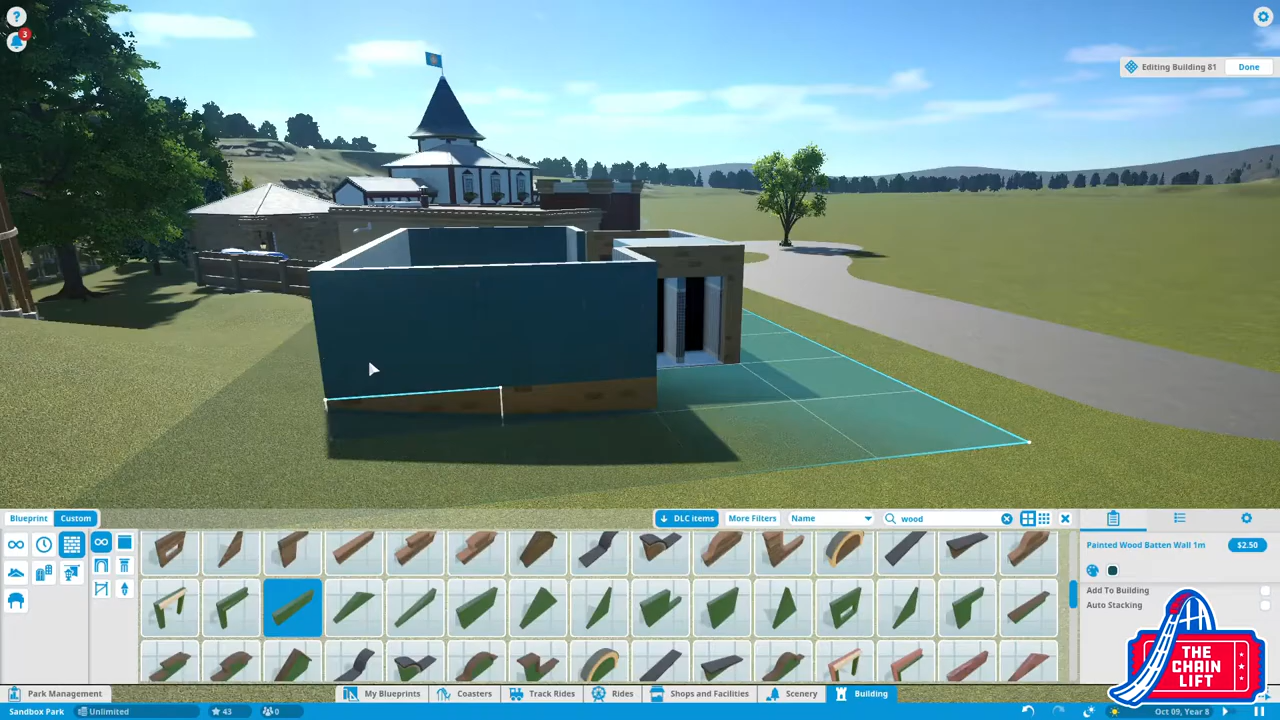 ?
3
Editing Building 81
Done
Blueprint
Custom
DLC items
More Filters
Name
wood
Painted Wood Batten Wall 1m
$2.50
Add To Building
Auto Stacking
THE
CHAIN
LIFT
Park Management
My Blueprints
Coasters
Track Rides
Rides
Shops and Facilities
Scenery
Building
Sandbox Park
Unlimited
43
0
Oct 09, Year 8